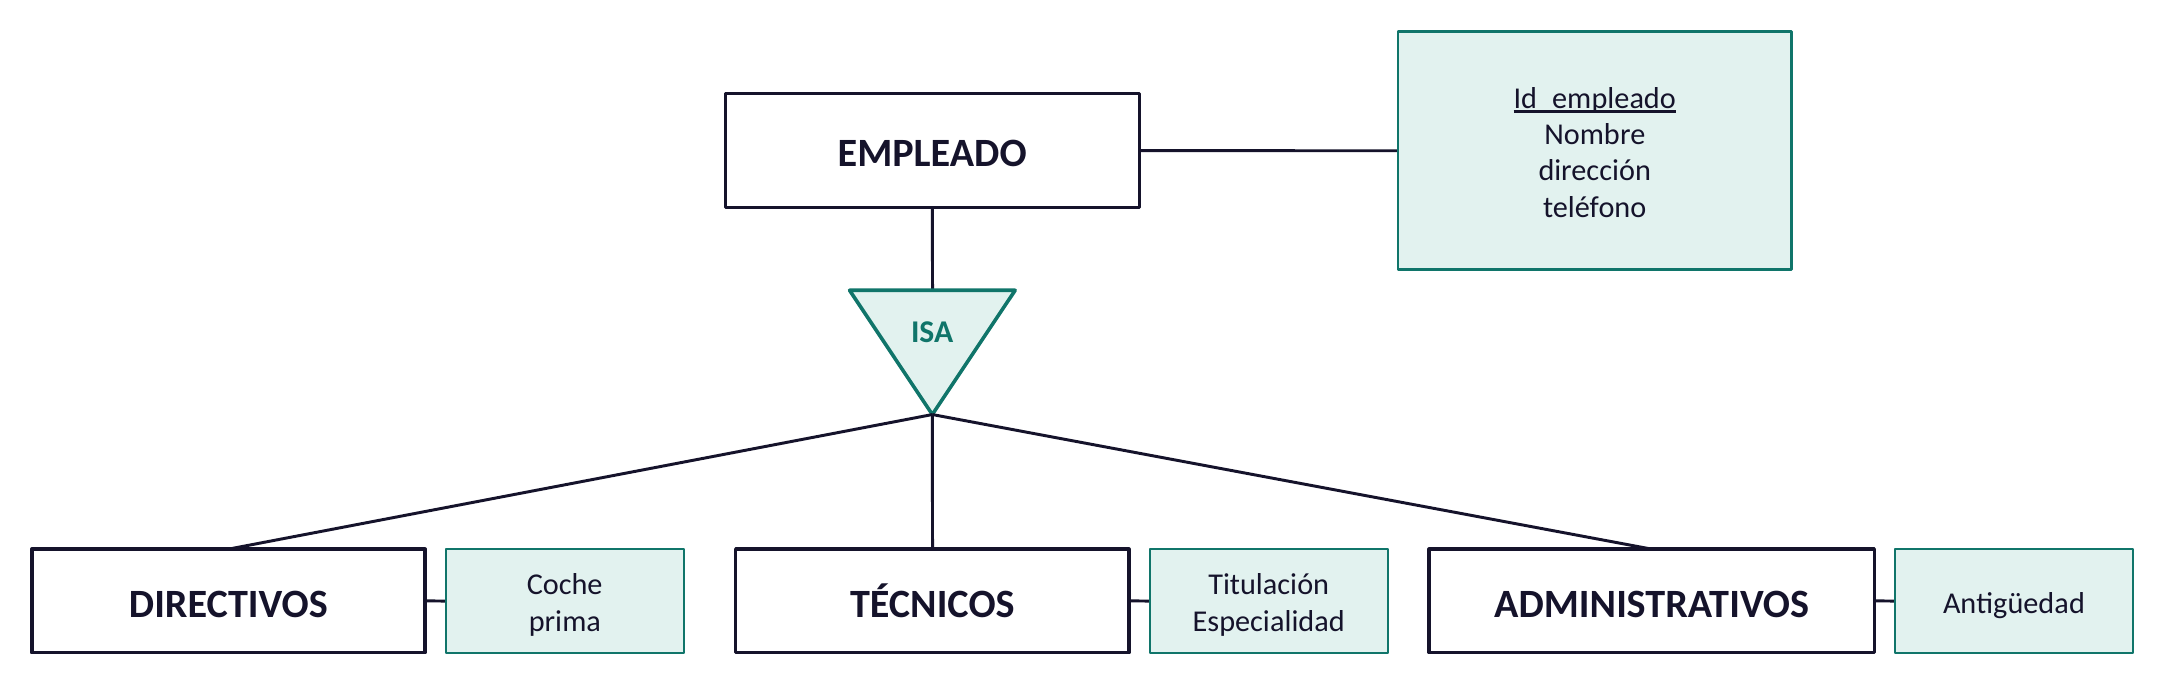 Id_empleado
Nombre
dirección
teléfono
EMPLEADO
ISA
DIRECTIVOS
Coche
prima
TÉCNICOS
Titulación
Especialidad
ADMINISTRATIVOS
Antigüedad